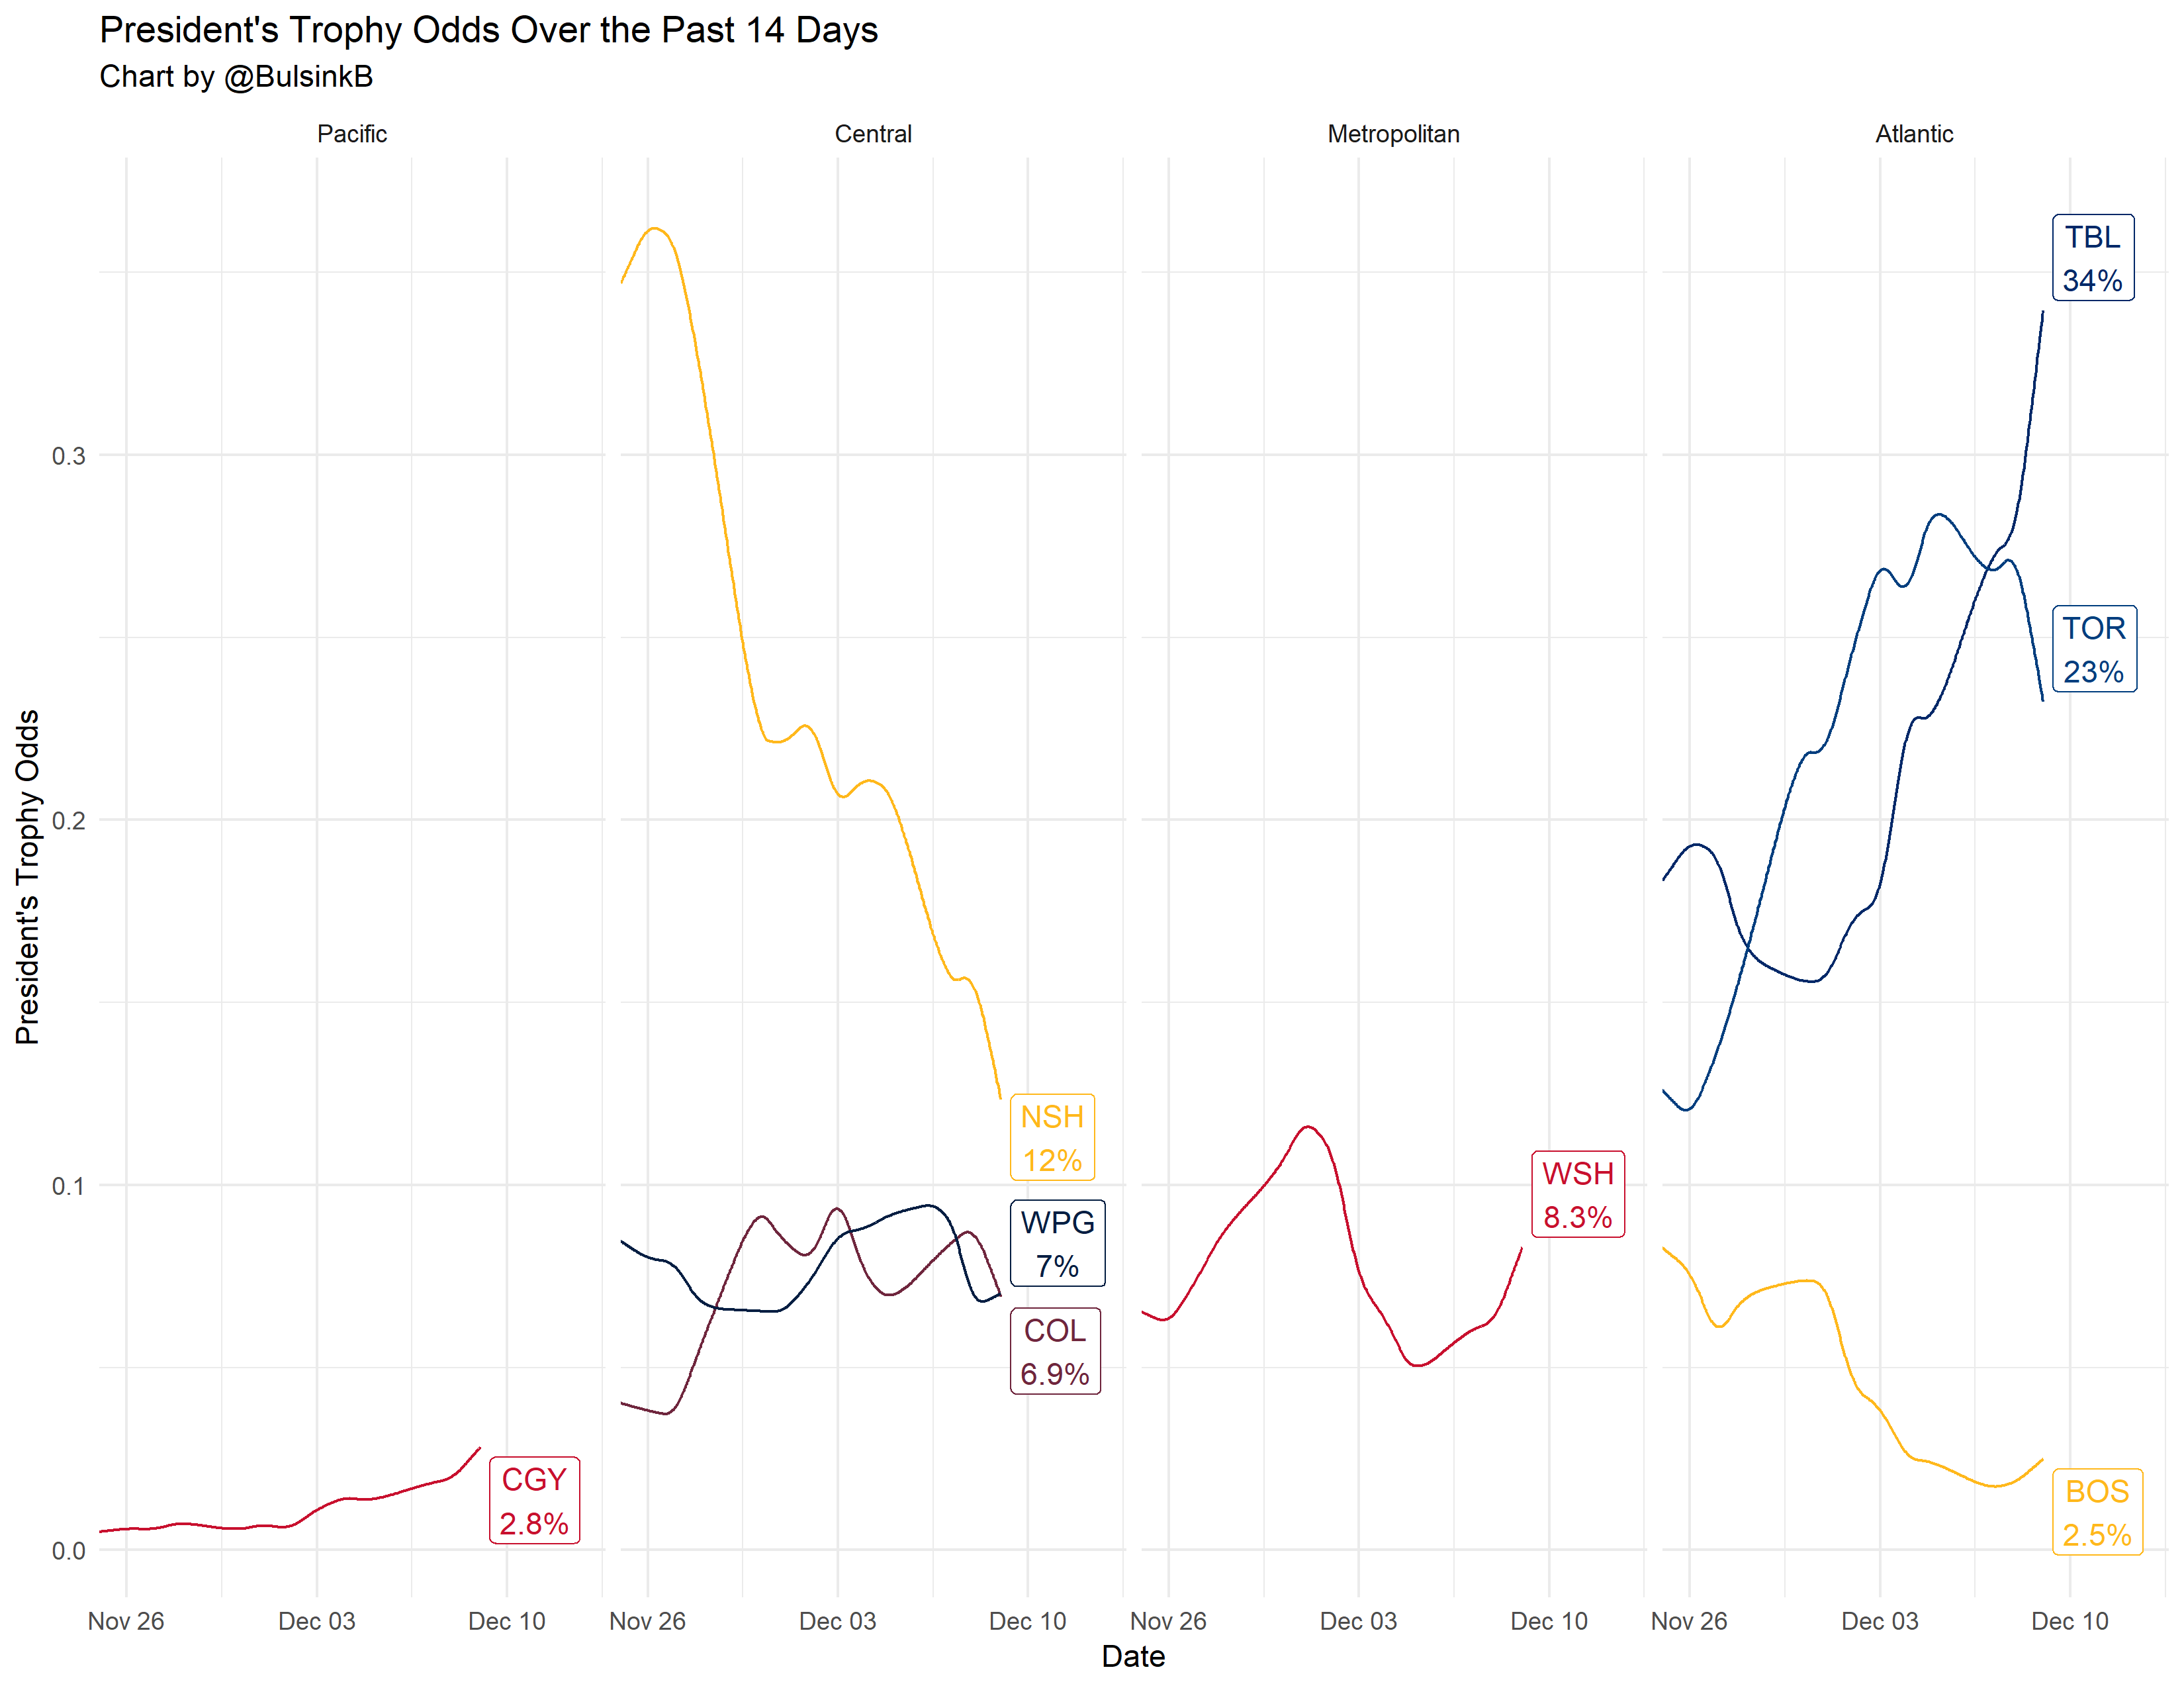 President's Trophy Odds Over the Past 14 Days
Chart by @BulsinkB
Pacific
Central
Metropolitan
Atlantic
President's Trophy Odds
0.3
0.2
0.1
0.0
CGY
2.8%
NSH
12%
WPG
7%
COL
6.9%
WSH
8.3%
TBL
34%
TOR
23%
BOS
2.5%
Nov 26 Dec 03 Dec 10
Nov 26 Dec 03 Dec 10
Nov 26 Dec 03 Dec 10
Nov 26 Dec 03 Dec 10
Date